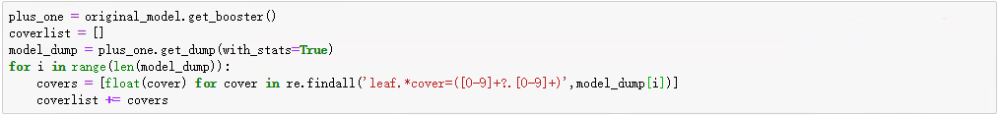 plus_one = original_model.get_booster()
coverlist = []
model_dump = plus_one.get_dump(with_stats=True)
for i in range(len(model_dump)):
    covers = [float(cover) for cover in re.findall('leaf.*cover=([0-9]+?.[0-9]+)',model_dump[i])]
    coverlist += covers